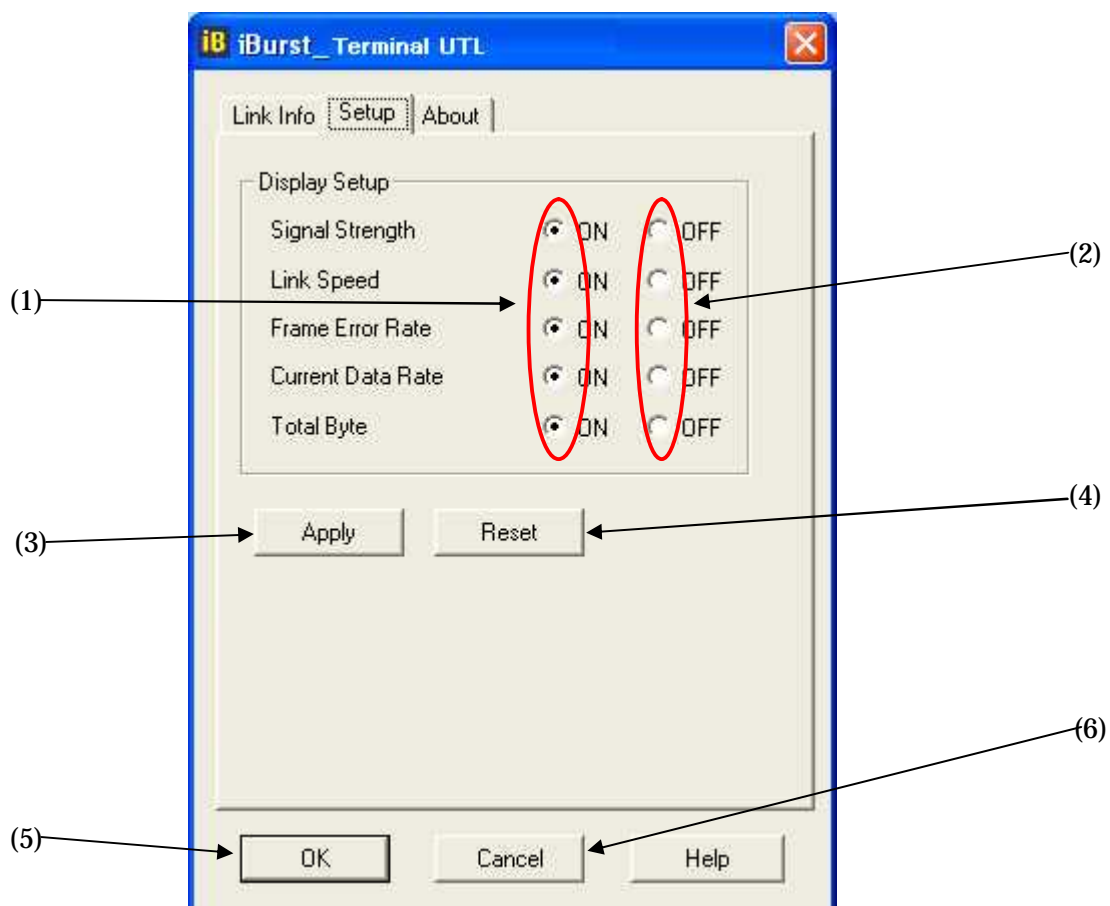 iB iBurst_Terminal UTL
Link Info Setup About
Display Setup
Signal Strength ON OFF
(2)
Link Speed ON OFF
(1)
Frame Error Rate ON OFF
Current Data Rate ON OFF
Total Byte ON OFF
(4)
Apply Reset
(3)
(6)
(5)
OK Cancel Help